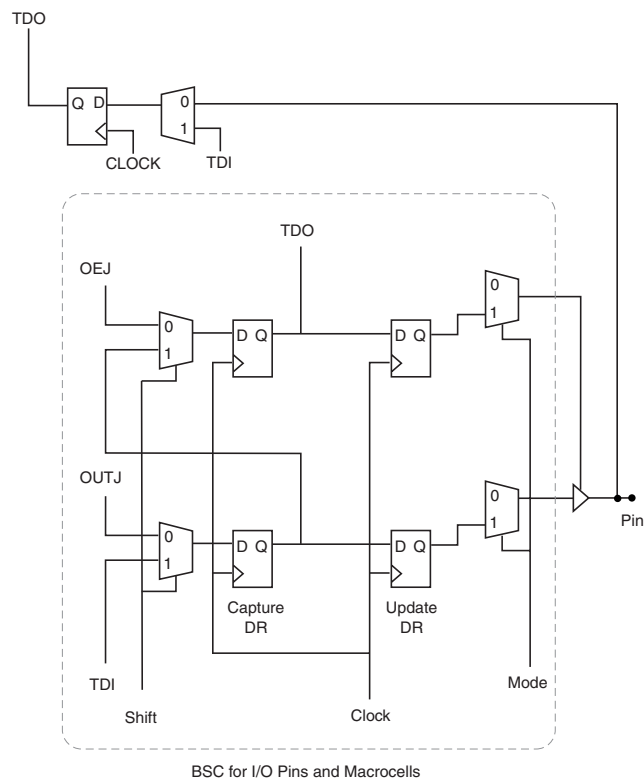 TDO
Q D
0
1
CLOCK
TDI
TDO
OEJ
0
1
D Q
D Q
0
1
OUTJ
0
1
D Q
D Q
0
1
Pin
Capture
DR
Update
DR
TDI
Shift
Clock
Mode
BSC for I/O Pins and Macrocells